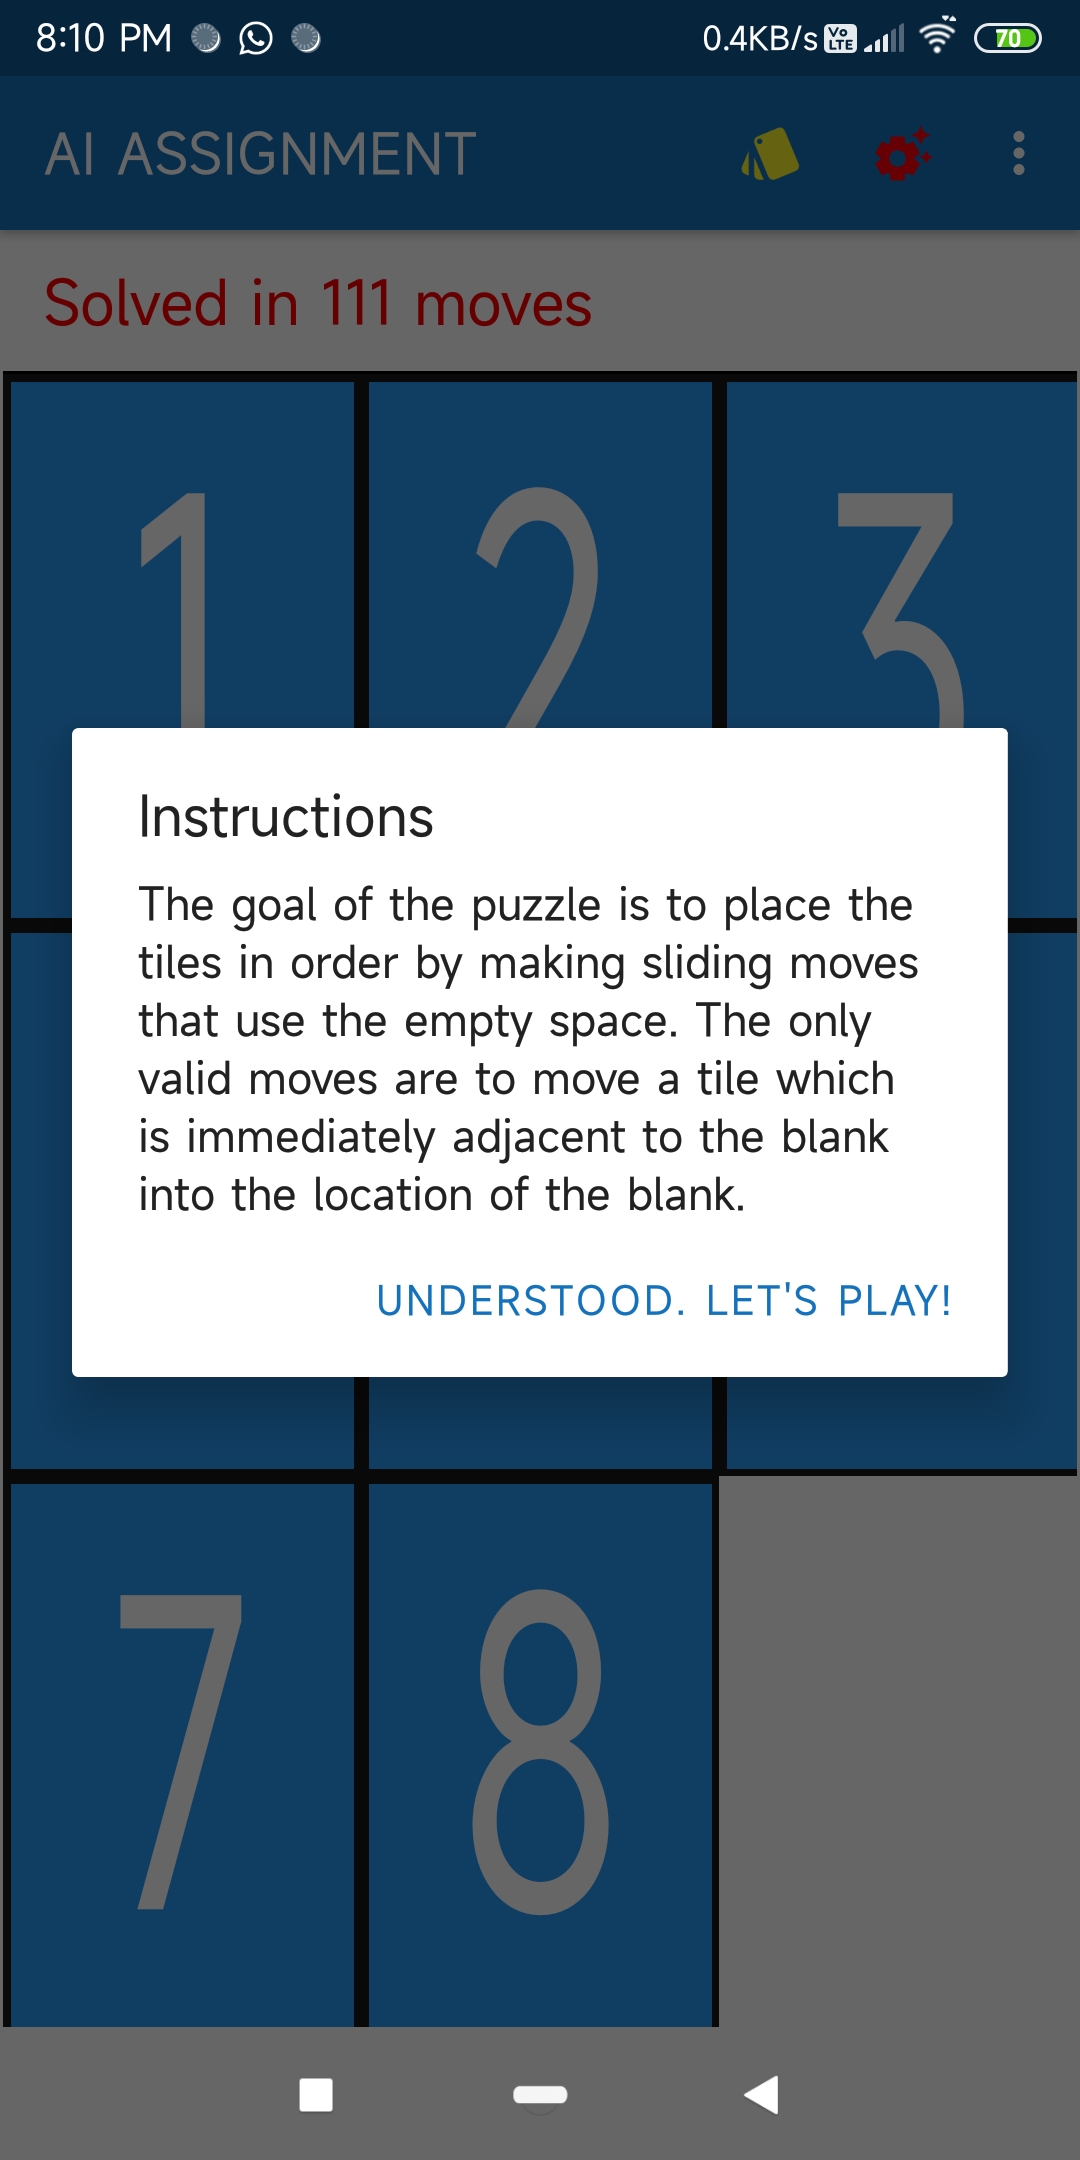 8:10 PM 0.4KB/s Vo LTE 70
AI ASSIGNMENT
Solved in 111 moves
1 2 3
Instructions
The goal of the puzzle is to place the
tiles in order by making sliding moves
that use the empty space. The only
valid moves are to move a tile which
is immediately adjacent to the blank
into the location of the blank.
UNDERSTOOD. LET'S PLAY!
7 8